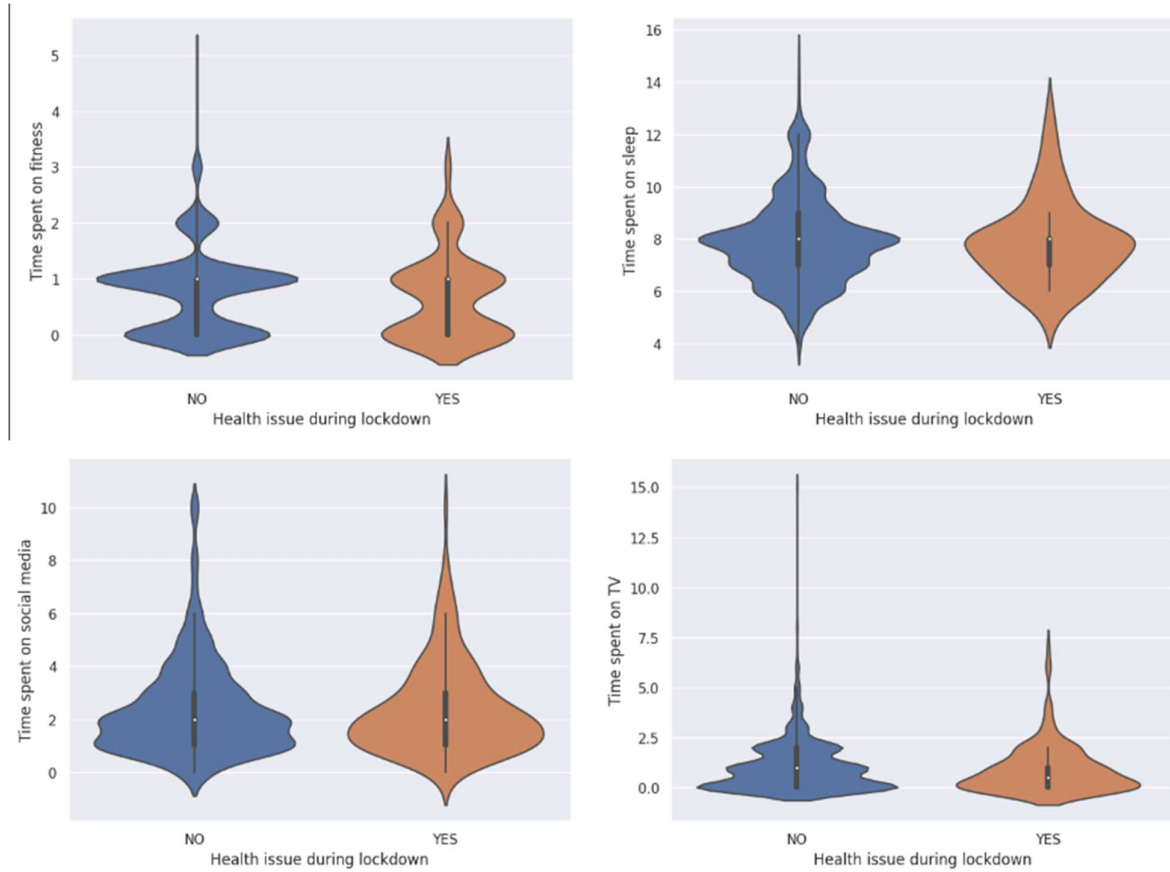 Time spent on fitness
5
4
3
2
1
0
NO YES
Health issue during lockdown
Time spent on sleep
16
14
12
10
8
6
4
NO YES
Health issue during lockdown
Time spent on social media
10
8
6
4
2
0
NO YES
Health issue during lockdown
Time spent on TV
15.0
12.5
10.0
7.5
5.0
2.5
0.0
NO YES
Health issue during lockdown